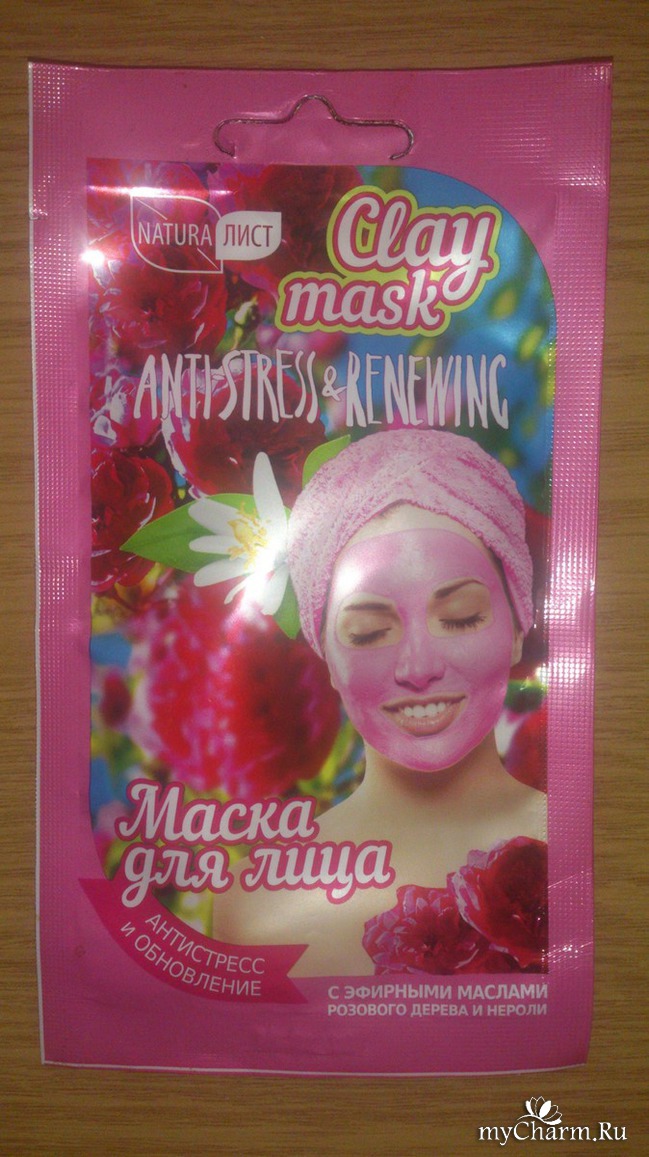 NATURA ЛИСТ
Clay
mask
ANTI-STRESS & RENEWING
Маска
для лица
АНТИСТРЕСС
И ОБНОВЛЕНИЕ
С ЭФИРНЫМИ МАСЛАМИ
РОЗОВОГО ДЕРЕВА И НЕРОЛИ
myCharm.Ru